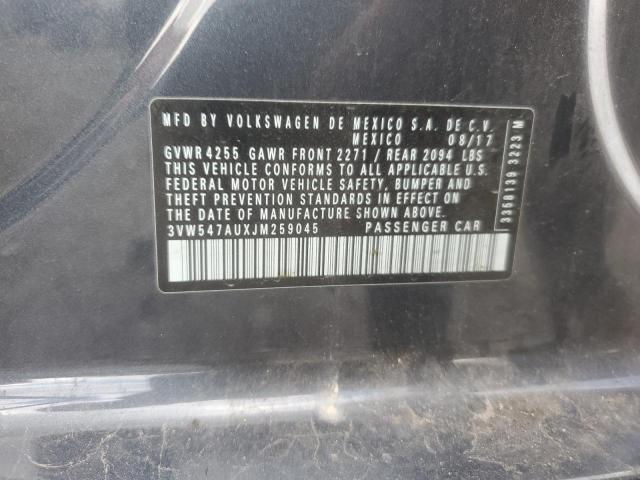 MFD BY VOLKSWAGEN DE MEXICO S.A. DE C.V.
MEXICO 08/17
GVWR 4255 GAWR FRONT 2271 / REAR 2094 LBS
THIS VEHICLE CONFORMS TO ALL APPLICABLE U.S.
FEDERAL MOTOR VEHICLE SAFETY, BUMPER AND
THEFT PREVENTION STANDARDS IN EFFECT ON
THE DATE OF MANUFACTURE SHOWN ABOVE.
3VW547AUXJM259045 PASSENGER CAR
3358139 3223 M